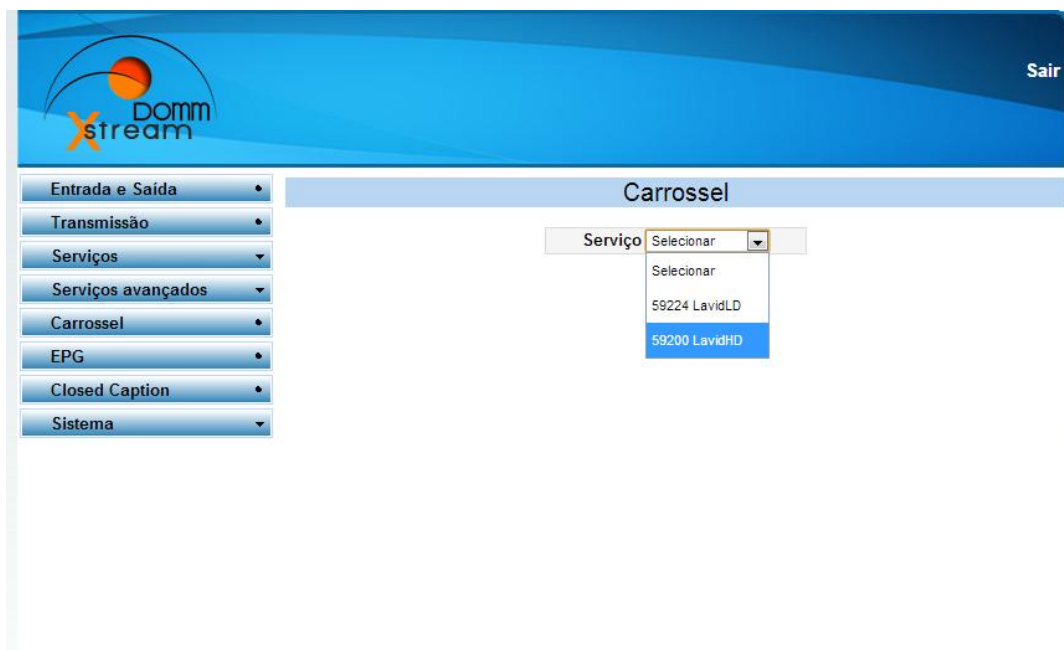 DOMM
Xstream
Sair
Entrada e Saída
Transmissão
Serviços
Serviços avançados
Carrossel
EPG
Closed Caption
Sistema
Carrossel
Serviço Selecionar
Selecionar
59224 LavidLD
59200 LavidHD